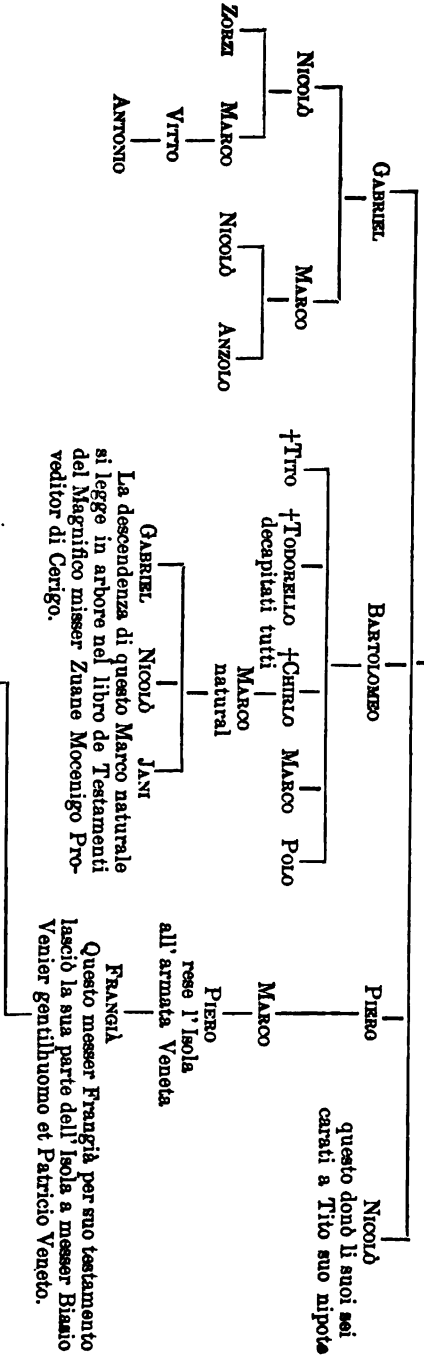 GABRIEL BARTOLOMEO PIERO NICOLÒ
questo donò li suoi sei
carati a Tito suo nipote
NICOLÒ MARCO †TITO †TODORELLO †CHIRLO MARCO POLO
decapitati tutti
MARCO
ZORZI MARCO NICOLÒ ANZOLO
MARCO
natural
PIERO
rese l'Isola
all'armata Veneta
VITTO
ANTONIO
GABRIEL NICOLÒ JANI
FRANGIÀ
La descendenza di questo Marco naturale
si legge in arbore nel libro de Testamenti
del Magnifico misser Zuane Mocenigo Pro-
veditor di Cerigo.
Questo messer Frangià per suo testamento
lasciò la sua parte dell'Isola a messer Biasio
Venier gentilhuomo et Patricio Veneto.